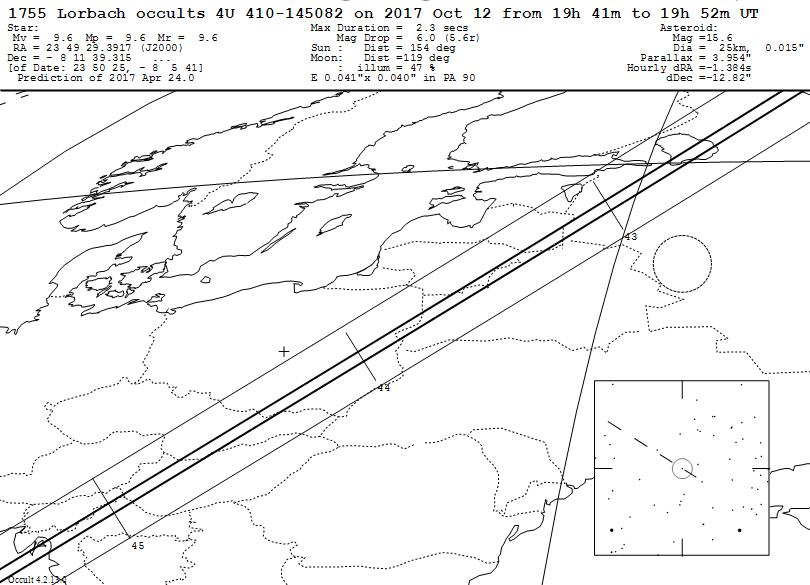 1755 Lorbach occults 4U 410-145082 on 2017 Oct 12 from 19h 41m to 19h 52m UT
Star:
Mv = 9.6 Mp = 9.6 Mr = 9.6
RA = 23 49 29.3917 (J2000)
Dec = - 8 11 39.315 ...
[of Date: 23 50 25, - 8 5 41]
Prediction of 2017 Apr 24.0
Max Duration = 2.3 secs
Mag Drop = 6.0 (5.6r)
Sun : Dist = 154 deg
Moon: Dist =119 deg
: illum = 47 %
E 0.041"x 0.040" in PA 90
Asteroid:
Mag =15.6
Dia = 25km, 0.015"
Parallax = 3.954"
Hourly dRA =-1.384s
dDec =-12.82"
43
44
45
Occult